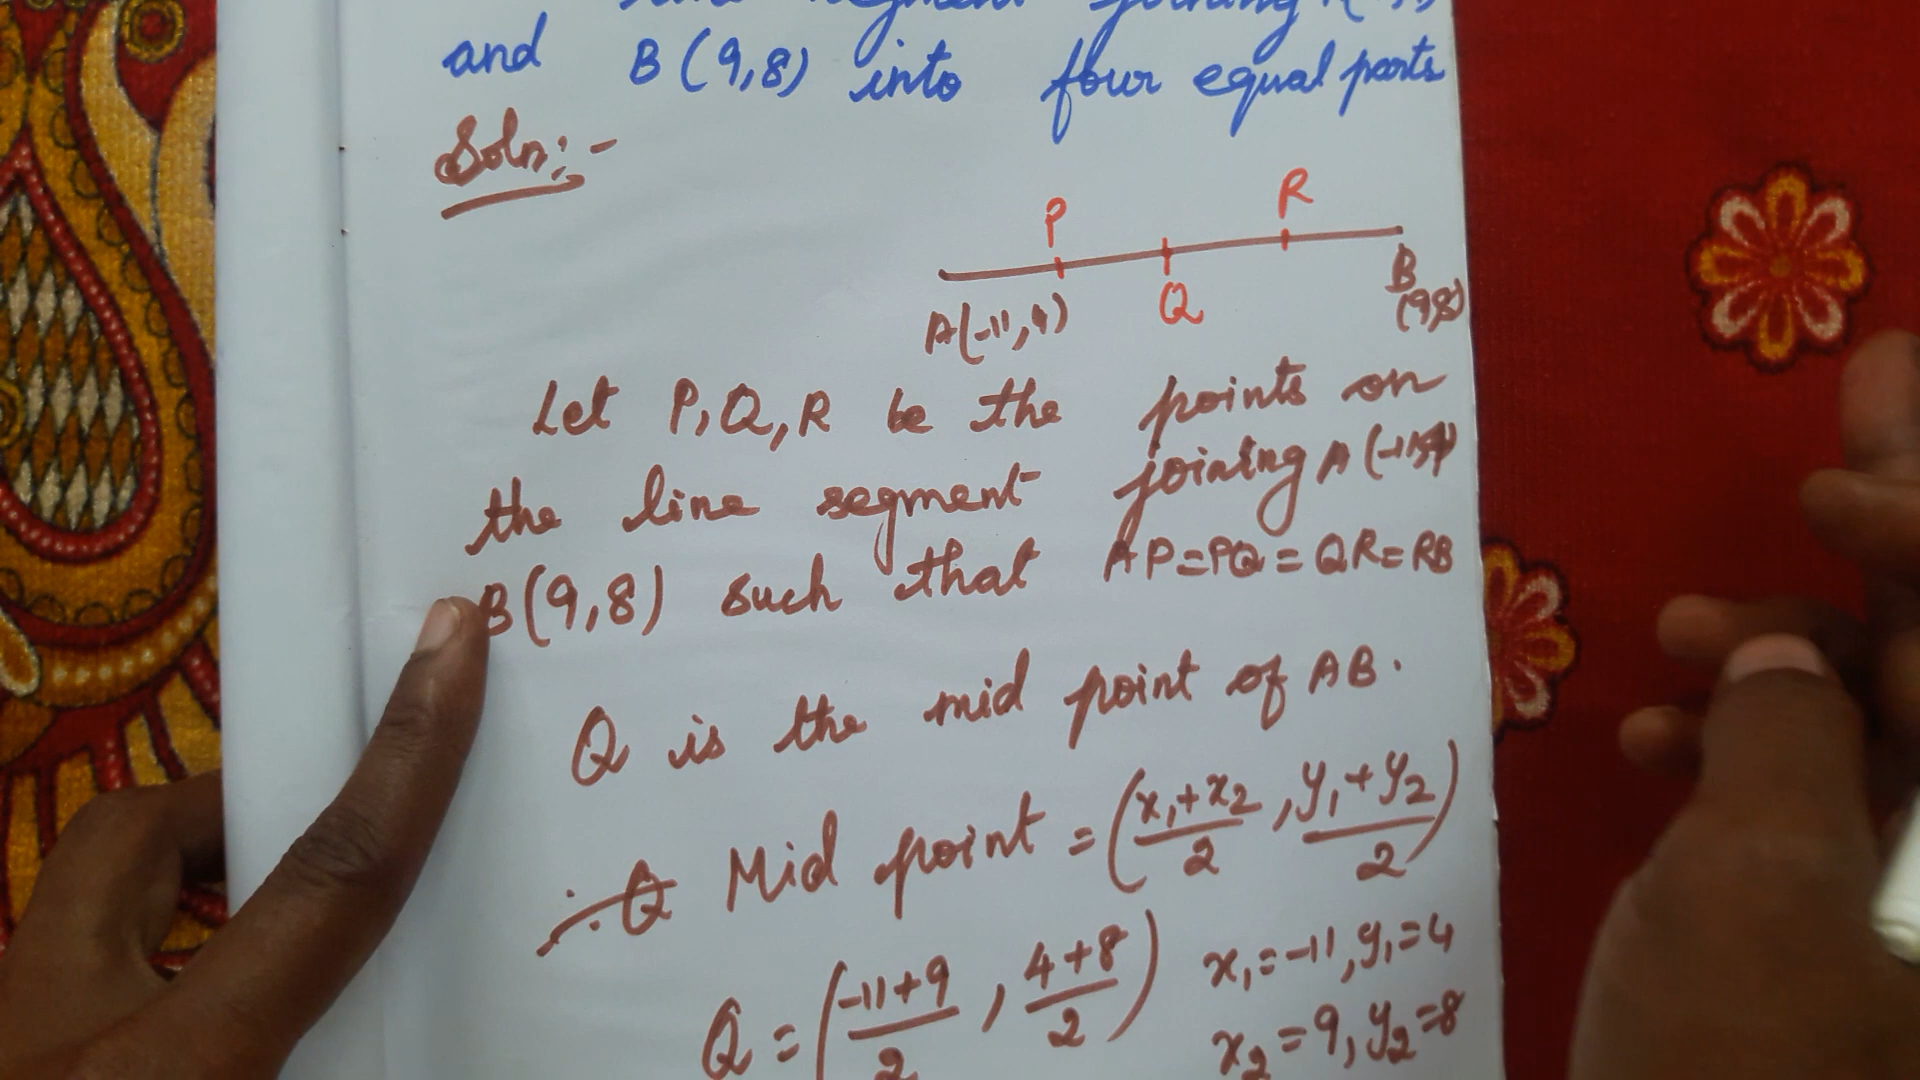 line segment joining
and B(9,8) into four equal parts
Soln:-
P R
Q
A(-11,4) B
(9,8)
Let P,Q,R be the points on
the line segment joining A(-11,4)
B(9,8) such that AP=PQ=QR=RB
Q is the mid point of AB.
∴ Q Mid point = (x₁+x₂/2, y₁+y₂/2)
Q = (-11+9/2, 4+8/2) x₁=-11, y₁=4
x₂=9, y₂=8